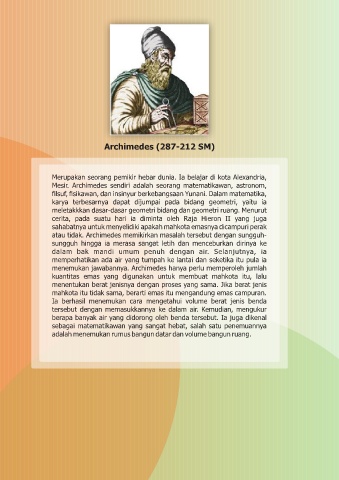 Archimedes (287-212 SM)
Merupakan seorang pemikir hebar dunia. Ia belajar di kota Alexandria,
Mesir. Archimedes sendiri adalah seorang matematikawan, astronom,
filsuf, fisikawan, dan insinyur berkebangsaan Yunani. Dalam matematika,
karya terbesarnya dapat dijumpai pada bidang geometri, yaitu ia
meletakkkan dasar-dasar geometri bidang dan geometri ruang. Menurut
cerita, pada suatu hari ia diminta oleh Raja Hieron II yang juga
sahabatnya untuk menyelidiki apakah mahkota emasnya dicampuri perak
atau tidak. Archimedes memikirkan masalah tersebut dengan sungguh-
sungguh hingga ia merasa sangat letih dan menceburkan dirinya ke
dalam bak mandi umum penuh dengan air. Selanjutnya, ia
memperhatikan ada air yang tumpah ke lantai dan seketika itu pula ia
menemukan jawabannya. Archimedes hanya perlu memperoleh jumlah
kuantitas emas yang digunakan untuk membuat mahkota itu, lalu
menentukan berat jenisnya dengan proses yang sama. Jika berat jenis
mahkota itu tidak sama, berarti emas itu mengandung emas campuran.
Ia berhasil menemukan cara mengetahui volume berat jenis benda
tersebut dengan memasukkannya ke dalam air. Kemudian, mengukur
berapa banyak air yang didorong oleh benda tersebut. Ia juga dikenal
sebagai matematikawan yang sangat hebat, salah satu penemuannya
adalah menemukan rumus bangun datar dan volume bangun ruang.